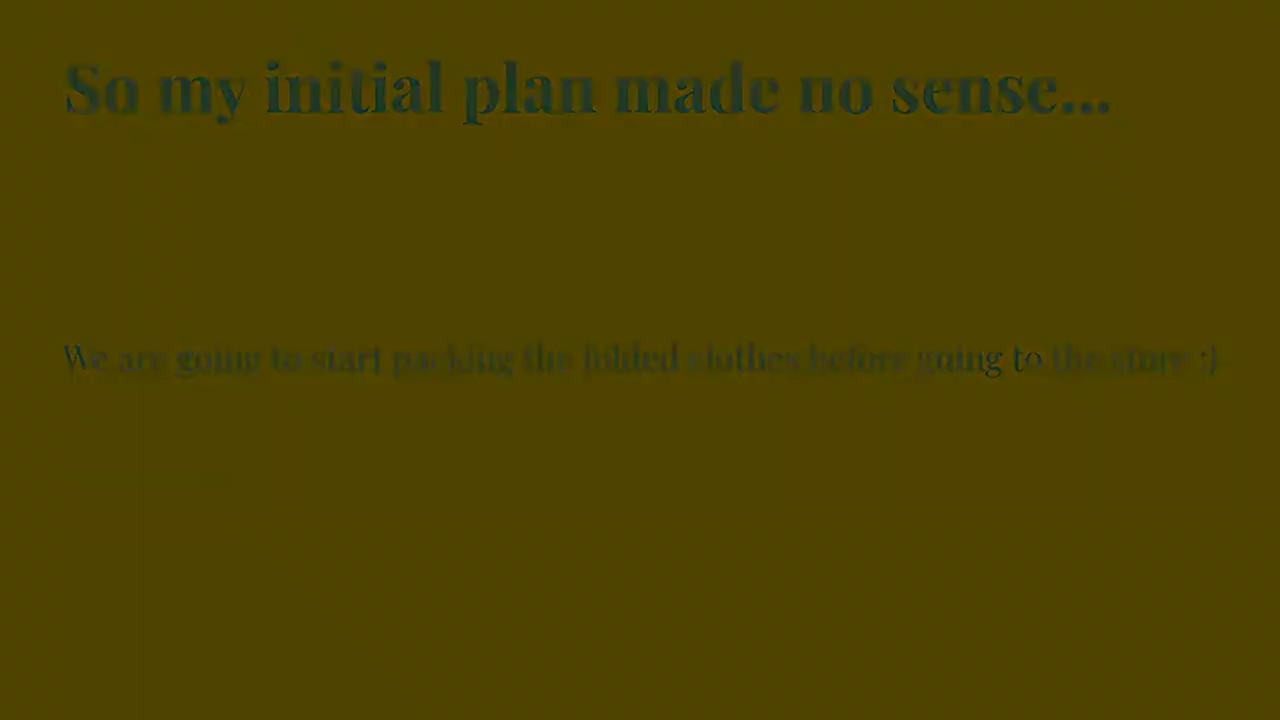 So my initial plan made no sense...
We are going to start packing the folded clothes before going to the store :)